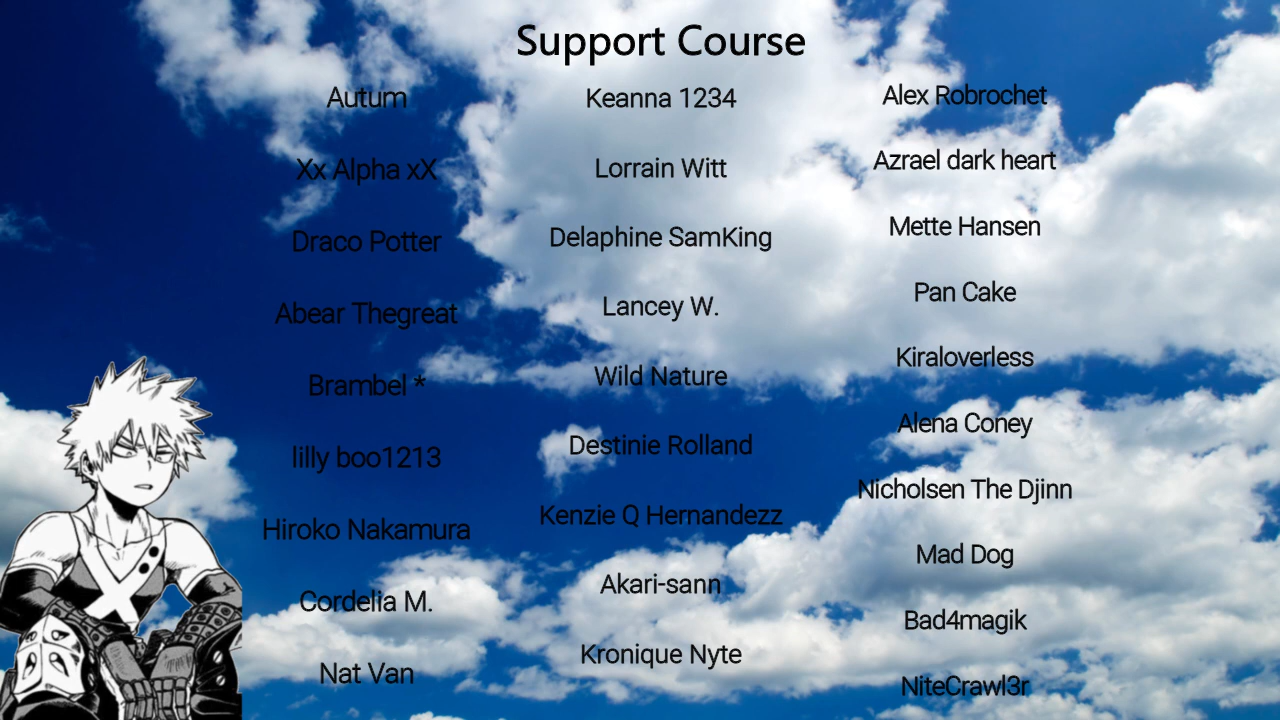 Support Course
Autum
Xx Alpha xX
Draco Potter
Abear Thegreat
Brambel *
lilly boo1213
Hiroko Nakamura
Cordelia M.
Nat Van
Keanna 1234
Lorrain Witt
Delaphine SamKing
Lancey W.
Wild Nature
Destinie Rolland
Kenzie Q Hernandezz
Akari-sann
Kronique Nyte
Alex Robrochet
Azrael dark heart
Mette Hansen
Pan Cake
Kiraloverless
Alena Coney
Nicholsen The Djinn
Mad Dog
Bad4magik
NiteCrawl3r